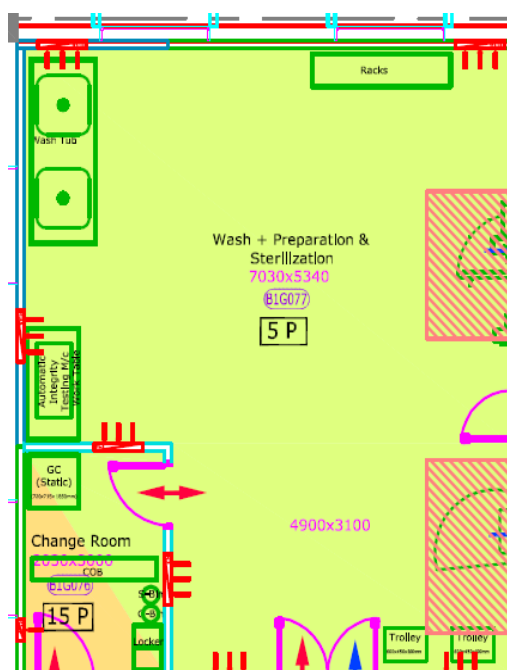 Racks
Wash Tub
Wash + Preparation &
Sterilization
7030x5340
B1G077
5 P
Automatic
Integrity
Testing M/c
Work Table
GC
(Static)
4900x3100
Change Room
COB
B1G076
15 P
Locker
Trolley
Trolley